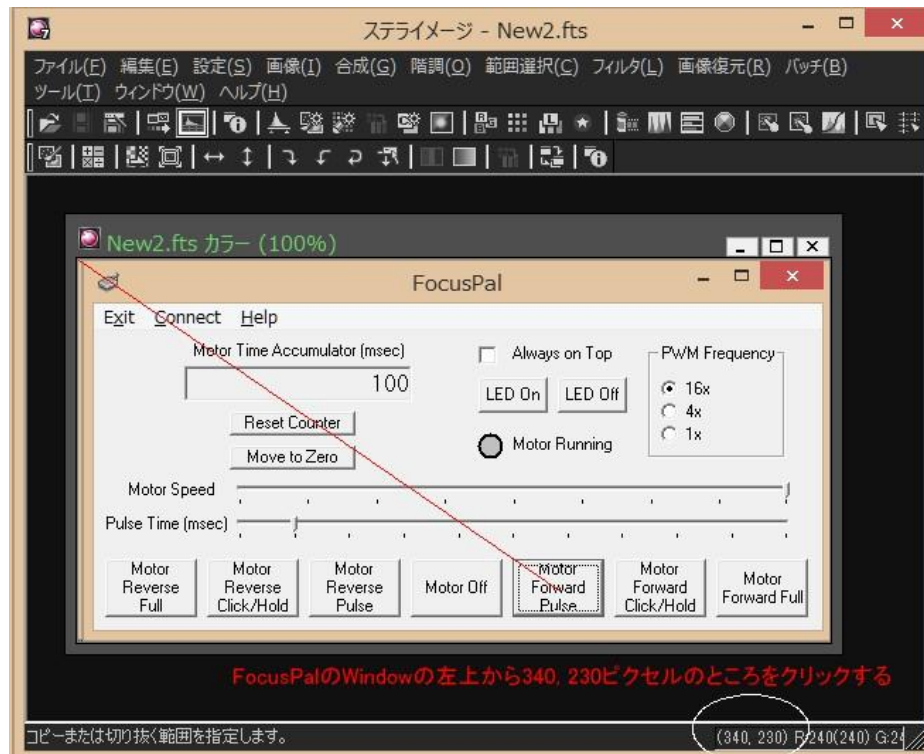 ステライメージ - New2.fts
ファイル(F) 編集(E) 設定(S) 画像(I) 合成(G) 階調(O) 範囲選択(C) フィルタ(L) 画像復元(R) バッチ(B)
ツール(T) ウィンドウ(W) ヘルプ(H)
New2.fts カラー (100%)
FocusPal
Exit Connect Help
Motor Time Accumulator (msec)
100
Always on Top
PWM Frequency
LED On LED Off
16x
4x
1x
Reset Counter
Motor Running
Move to Zero
Motor Speed
Pulse Time (msec)
Motor Reverse Full
Motor Reverse Click/Hold
Motor Reverse Pulse
Motor Off
Motor Forward Pulse
Motor Forward Click/Hold
Motor Forward Full
FocusPalのWindowの左上から340, 230ピクセルのところをクリックする
コピーまたは切り抜く範囲を指定します。
(340, 230) R:240(240) G:24